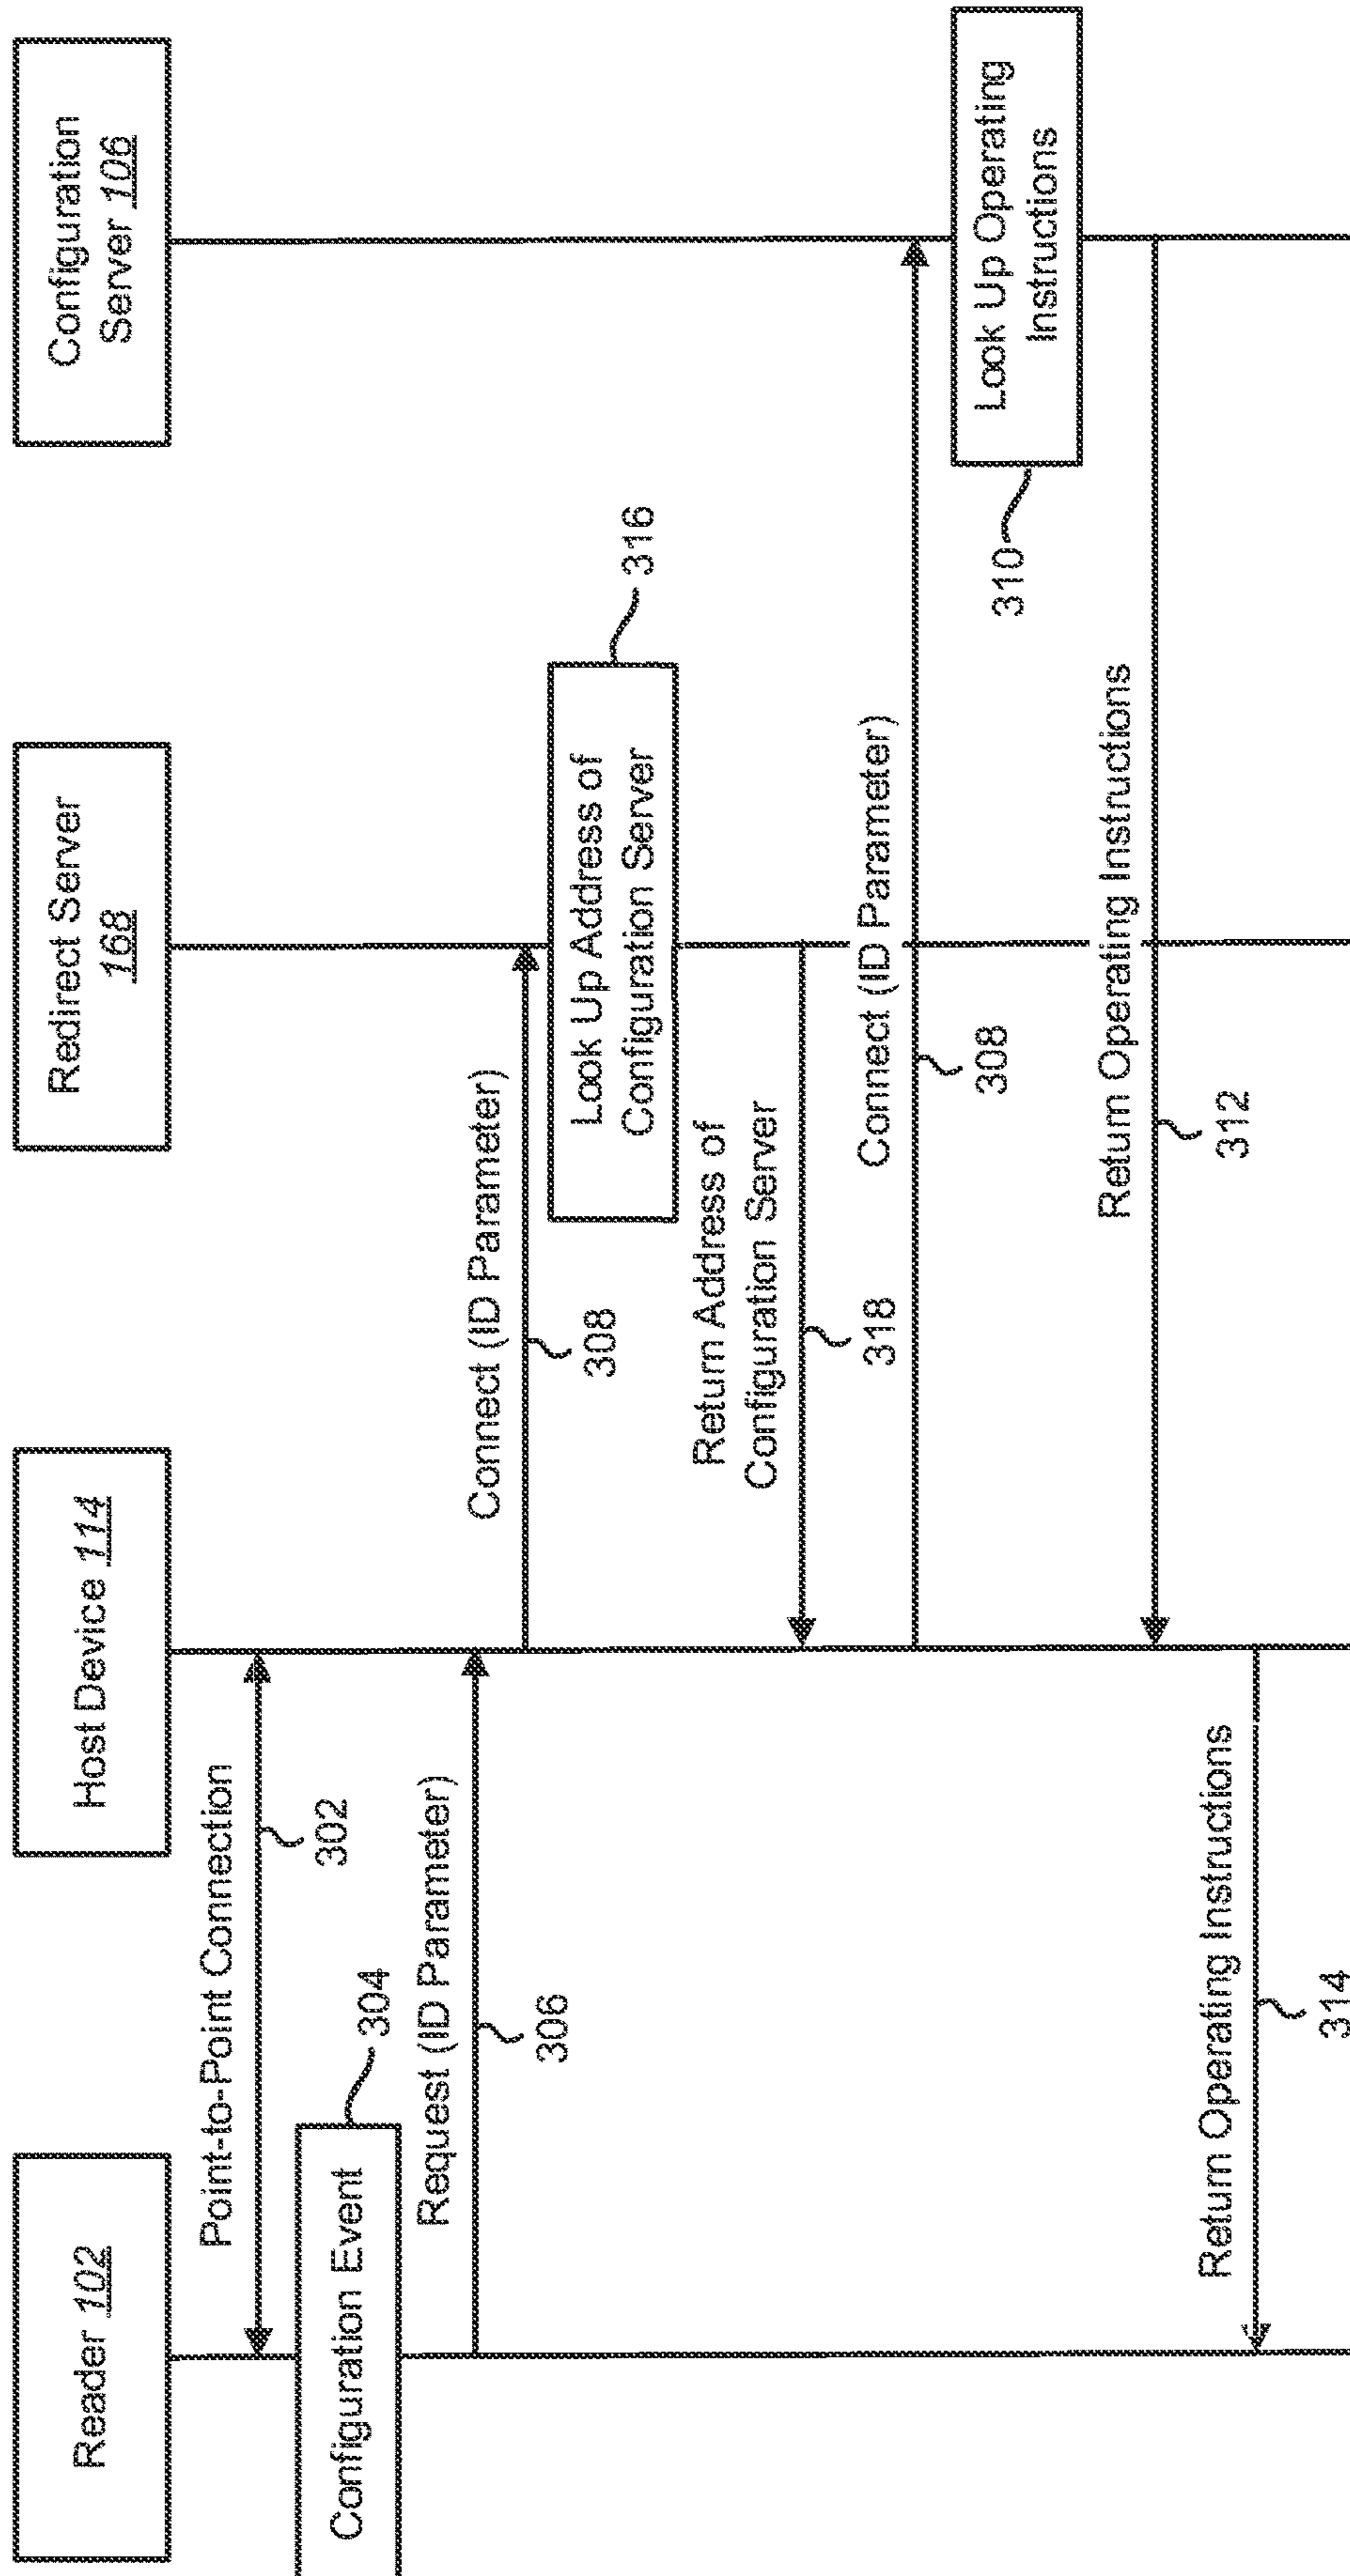 Reader 102
Host Device 114
Redirect Server
168
Configuration
Server 106
Point-to-Point Connection
302
Configuration Event
304
Request (ID Parameter)
306
Connect (ID Parameter)
308
Look Up Address of
Configuration Server
316
Return Address of
Configuration Server
318
Connect (ID Parameter)
308
Look Up Operating
Instructions
310
Return Operating Instructions
312
Return Operating Instructions
314